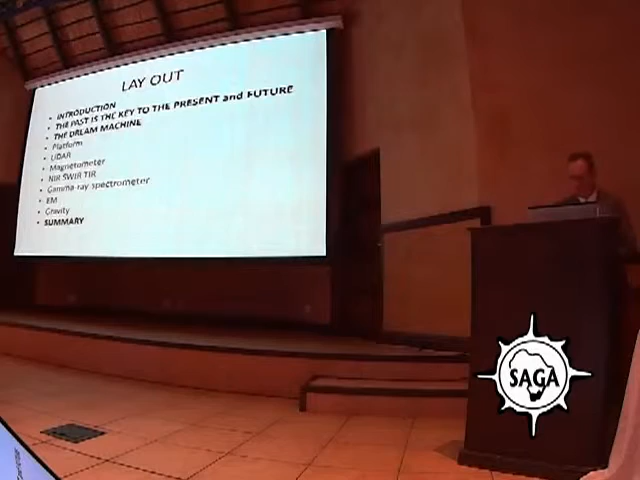 LAY OUT
• INTRODUCTION
• THE PAST IS THE KEY TO THE PRESENT and FUTURE
• THE DREAM MACHINE
• Platform
• LIDAR
• Magnetometer
• NIR SWIR TIR
• Gamma-ray spectrometer
• EM
• Gravity
• SUMMARY
SAGA